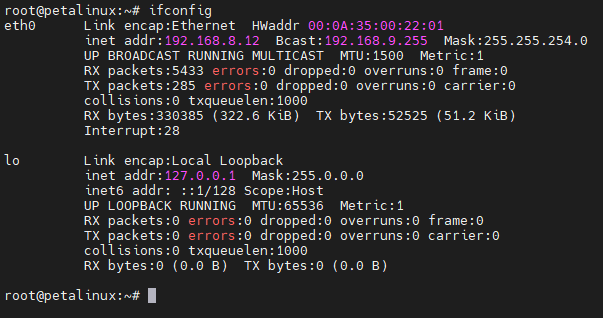 root@petalinux:~# ifconfig
eth0      Link encap:Ethernet  HWaddr 00:0A:35:00:22:01
          inet addr:192.168.8.12  Bcast:192.168.9.255  Mask:255.255.254.0
          UP BROADCAST RUNNING MULTICAST  MTU:1500  Metric:1
          RX packets:5433 errors:0 dropped:0 overruns:0 frame:0
          TX packets:285 errors:0 dropped:0 overruns:0 carrier:0
          collisions:0 txqueuelen:1000
          RX bytes:330385 (322.6 KiB)  TX bytes:52525 (51.2 KiB)
          Interrupt:28

lo        Link encap:Local Loopback
          inet addr:127.0.0.1  Mask:255.0.0.0
          inet6 addr: ::1/128 Scope:Host
          UP LOOPBACK RUNNING  MTU:65536  Metric:1
          RX packets:0 errors:0 dropped:0 overruns:0 frame:0
          TX packets:0 errors:0 dropped:0 overruns:0 carrier:0
          collisions:0 txqueuelen:1000
          RX bytes:0 (0.0 B)  TX bytes:0 (0.0 B)

root@petalinux:~#